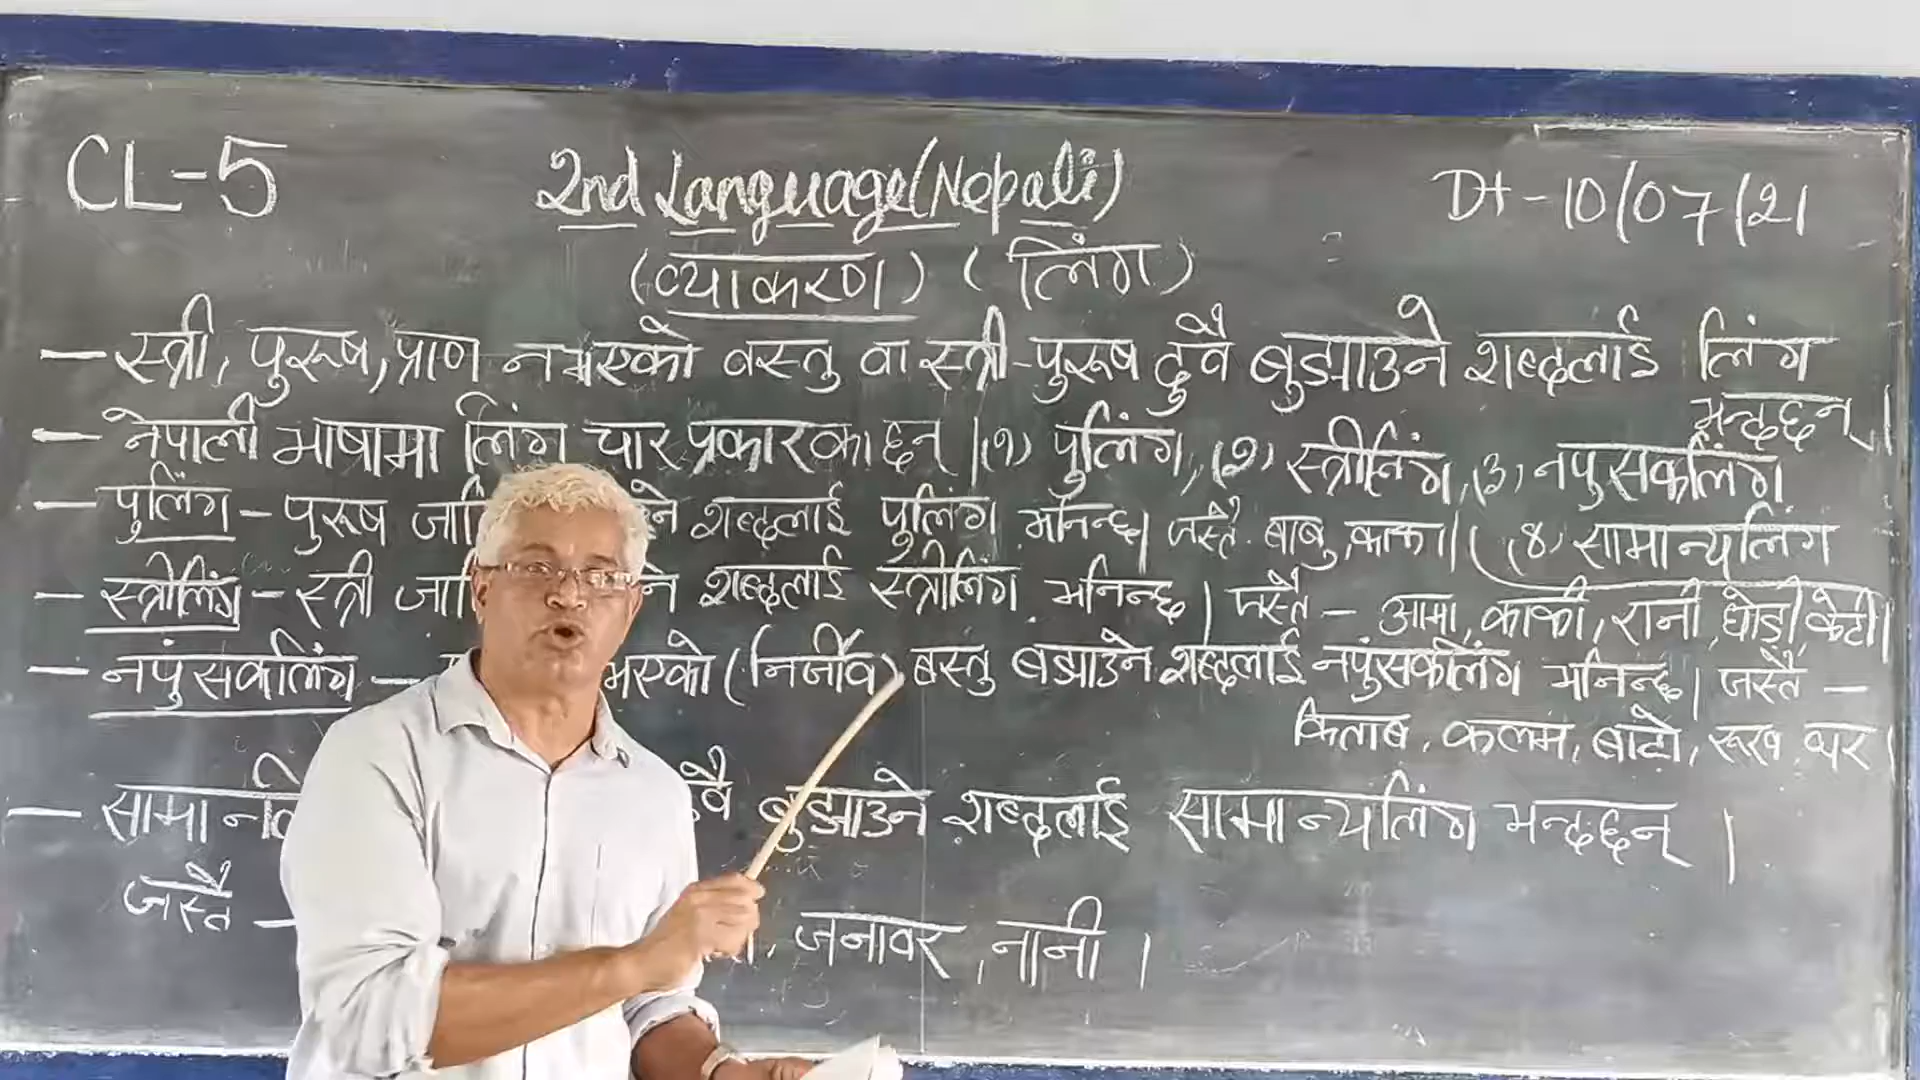 CL-5
2nd Language(Nepali)
Dt-10/07/21
(व्याकरण) (लिंग)
— स्त्री, पुरूष, प्राण नभएको वस्तु वा स्त्री-पुरूष दुवै बुझाउने शब्दलाई लिंग
भन्दछन् ।
— नेपाली भाषामा लिंग चार प्रकारका छन् । (१) पुलिंग, (२) स्त्रीलिंग, (३) नपुंसकलिंग
(४) सामान्यलिंग
— पुलिंग - पुरूष जाति ने शब्दलाई पुलिंग भनिन्छ। जस्तै- बाबु, काका।
— स्त्रीलिंग - स्त्री जाति ने शब्दलाई स्त्रीलिंग भनिन्छ । जस्तै – आमा, काकी, रानी, घोडी केटी।
— नपुंसकलिंग — भएको (निर्जीव) बस्तु बझाउने शब्दलाई नपुंसकलिंग भनिन्छ। जस्तै –
किताब, कलम, बाटो, रूख, घर।
— सामान वै बुझाउने शब्दलाई सामान्यलिंग भन्दछन् ।
जस्तै — , जनावर, नानी ।